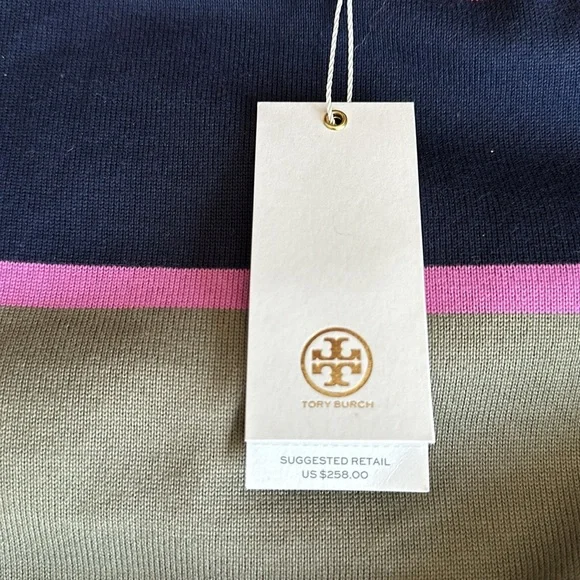 TORY BURCH
SUGGESTED RETAIL
US $258.00